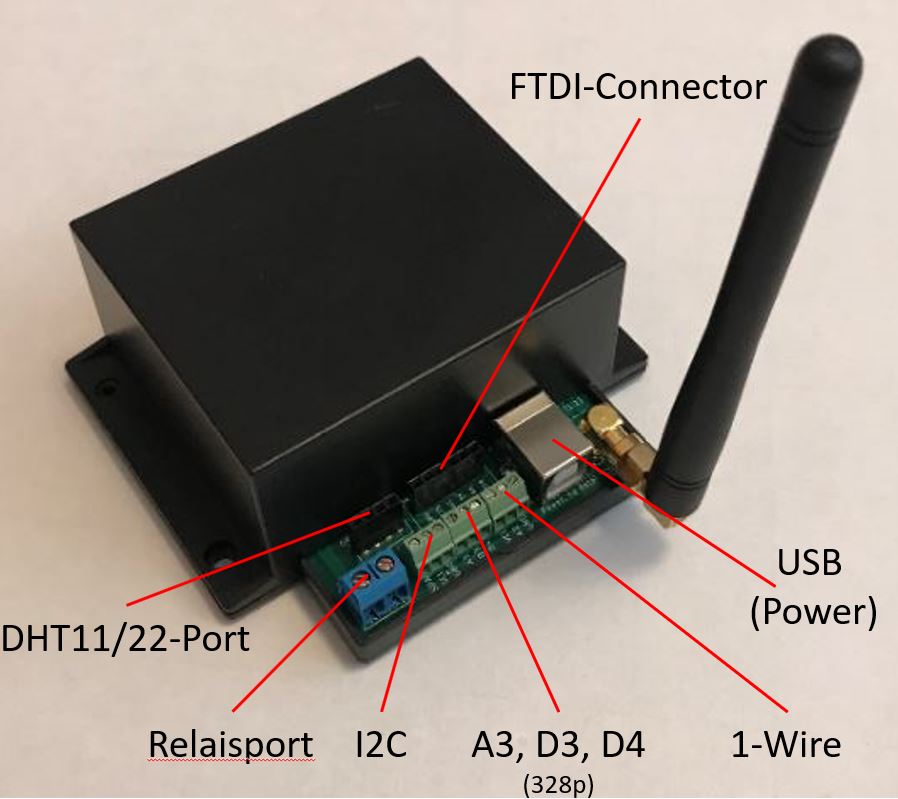 FTDI-Connector
USB
(Power)
DHT11/22-Port
Relaisport
I2C
A3, D3, D4
(328p)
1-Wire